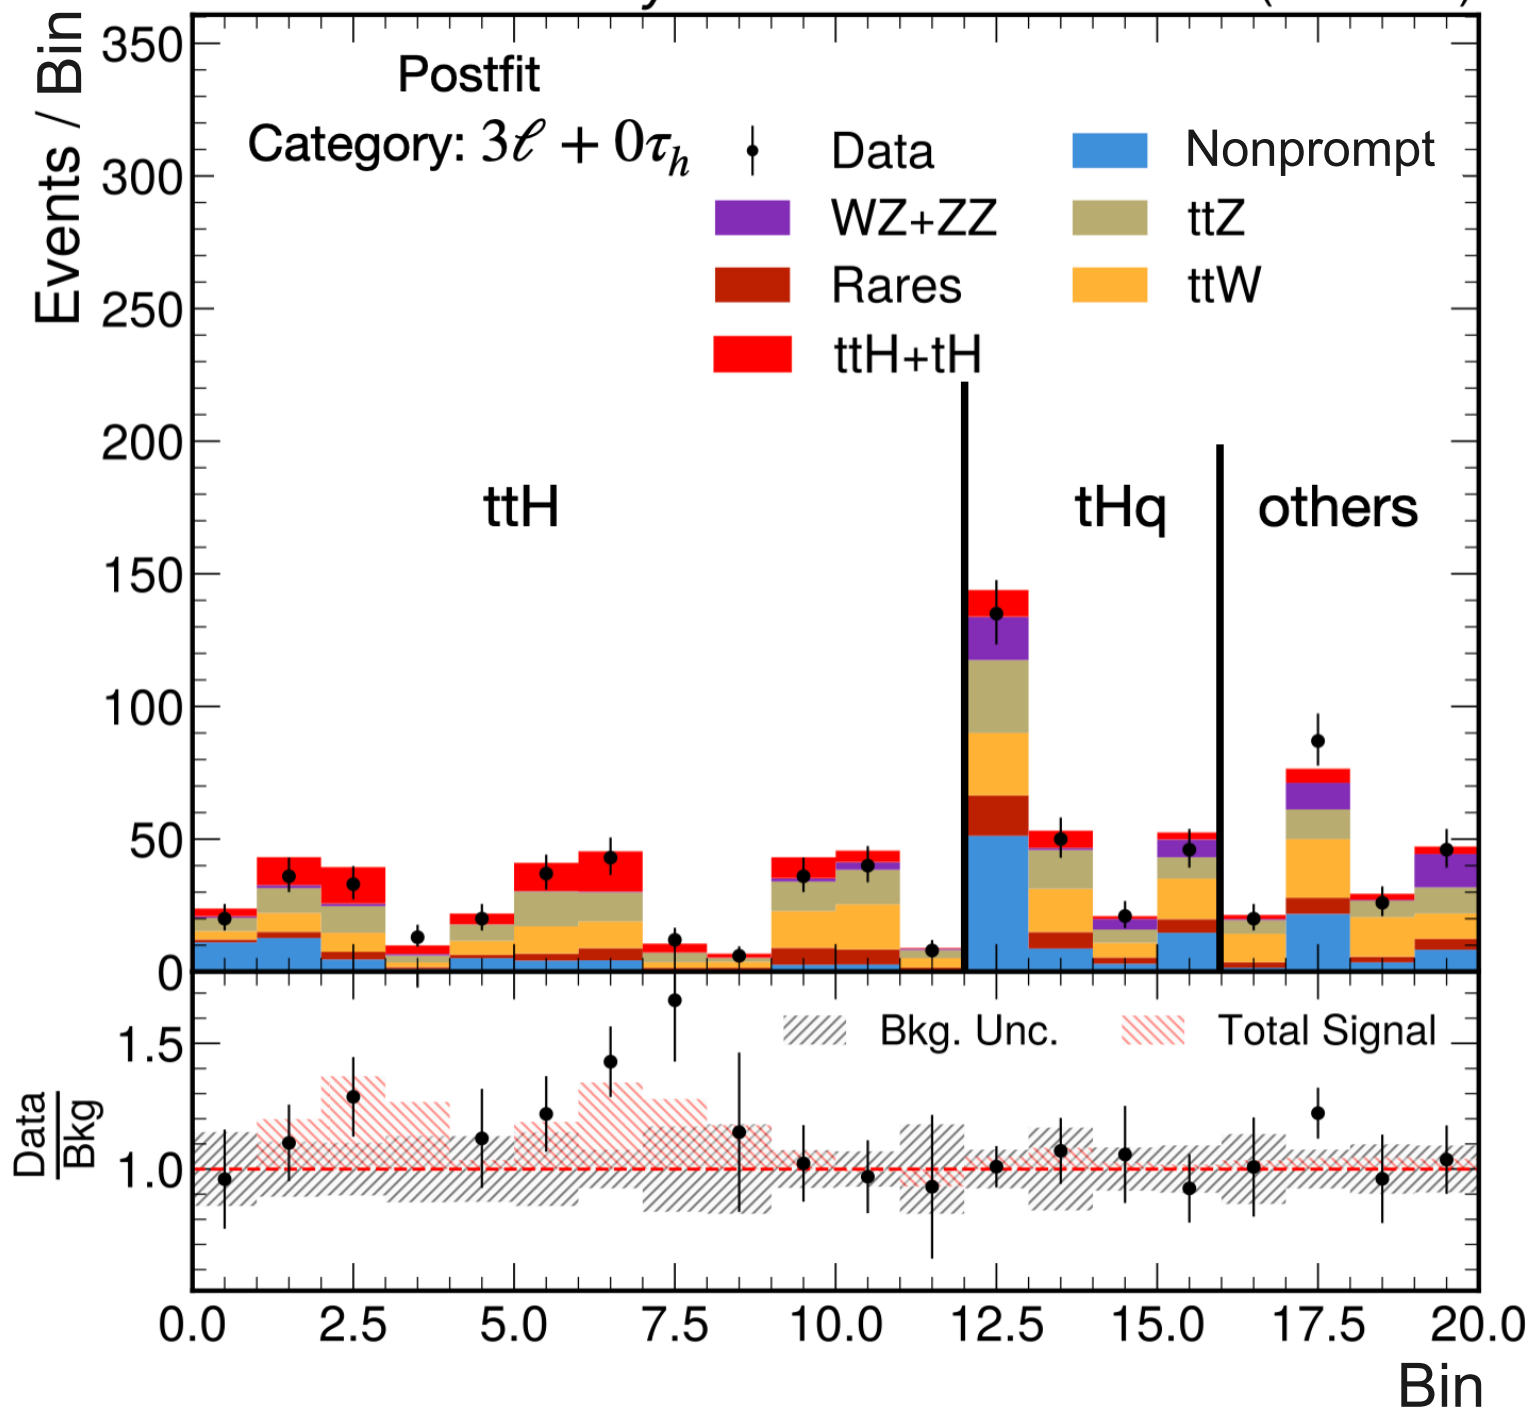 Postfit
Category: 3ℓ + 0τh
Data
Nonprompt
WZ+ZZ
ttZ
Rares
ttW
ttH+tH
Events / Bin
350
300
250
200
150
100
50
0
ttH
tHq
others
Bkg. Unc.
Total Signal
Data
Bkg
1.5
1.0
0.0 2.5 5.0 7.5 10.0 12.5 15.0 17.5 20.0
Bin